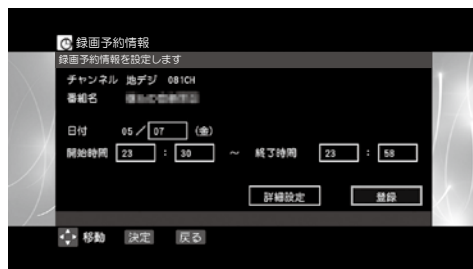 録画予約情報
録画予約情報を設定します
チャンネル 地デジ 081CH
番組名
日付 05/07 (金)
開始時間 23:30 ～ 終了時間 23:58
詳細設定 登録
移動 決定 戻る